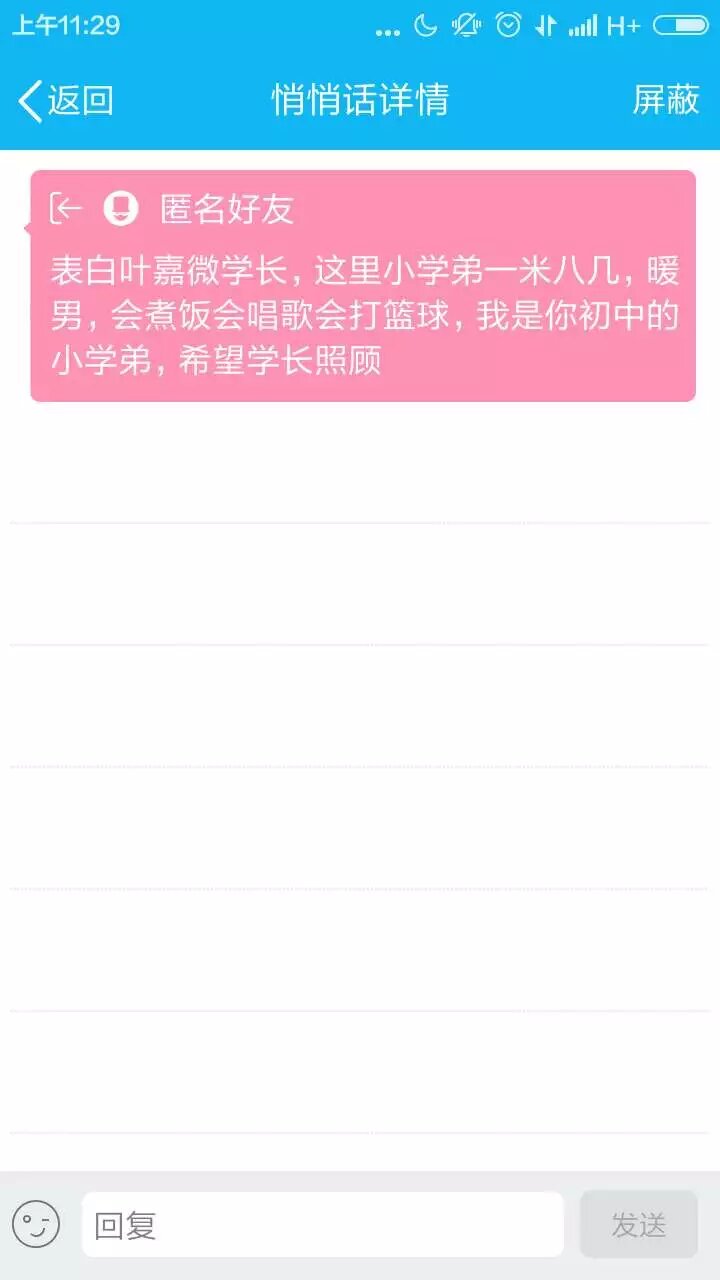 上午11:29
... H+
返回 悄悄话详情 屏蔽
匿名好友
表白叶嘉微学长，这里小学弟一米八几，暖
男，会煮饭会唱歌会打篮球，我是你初中的
小学弟，希望学长照顾
回复 发送